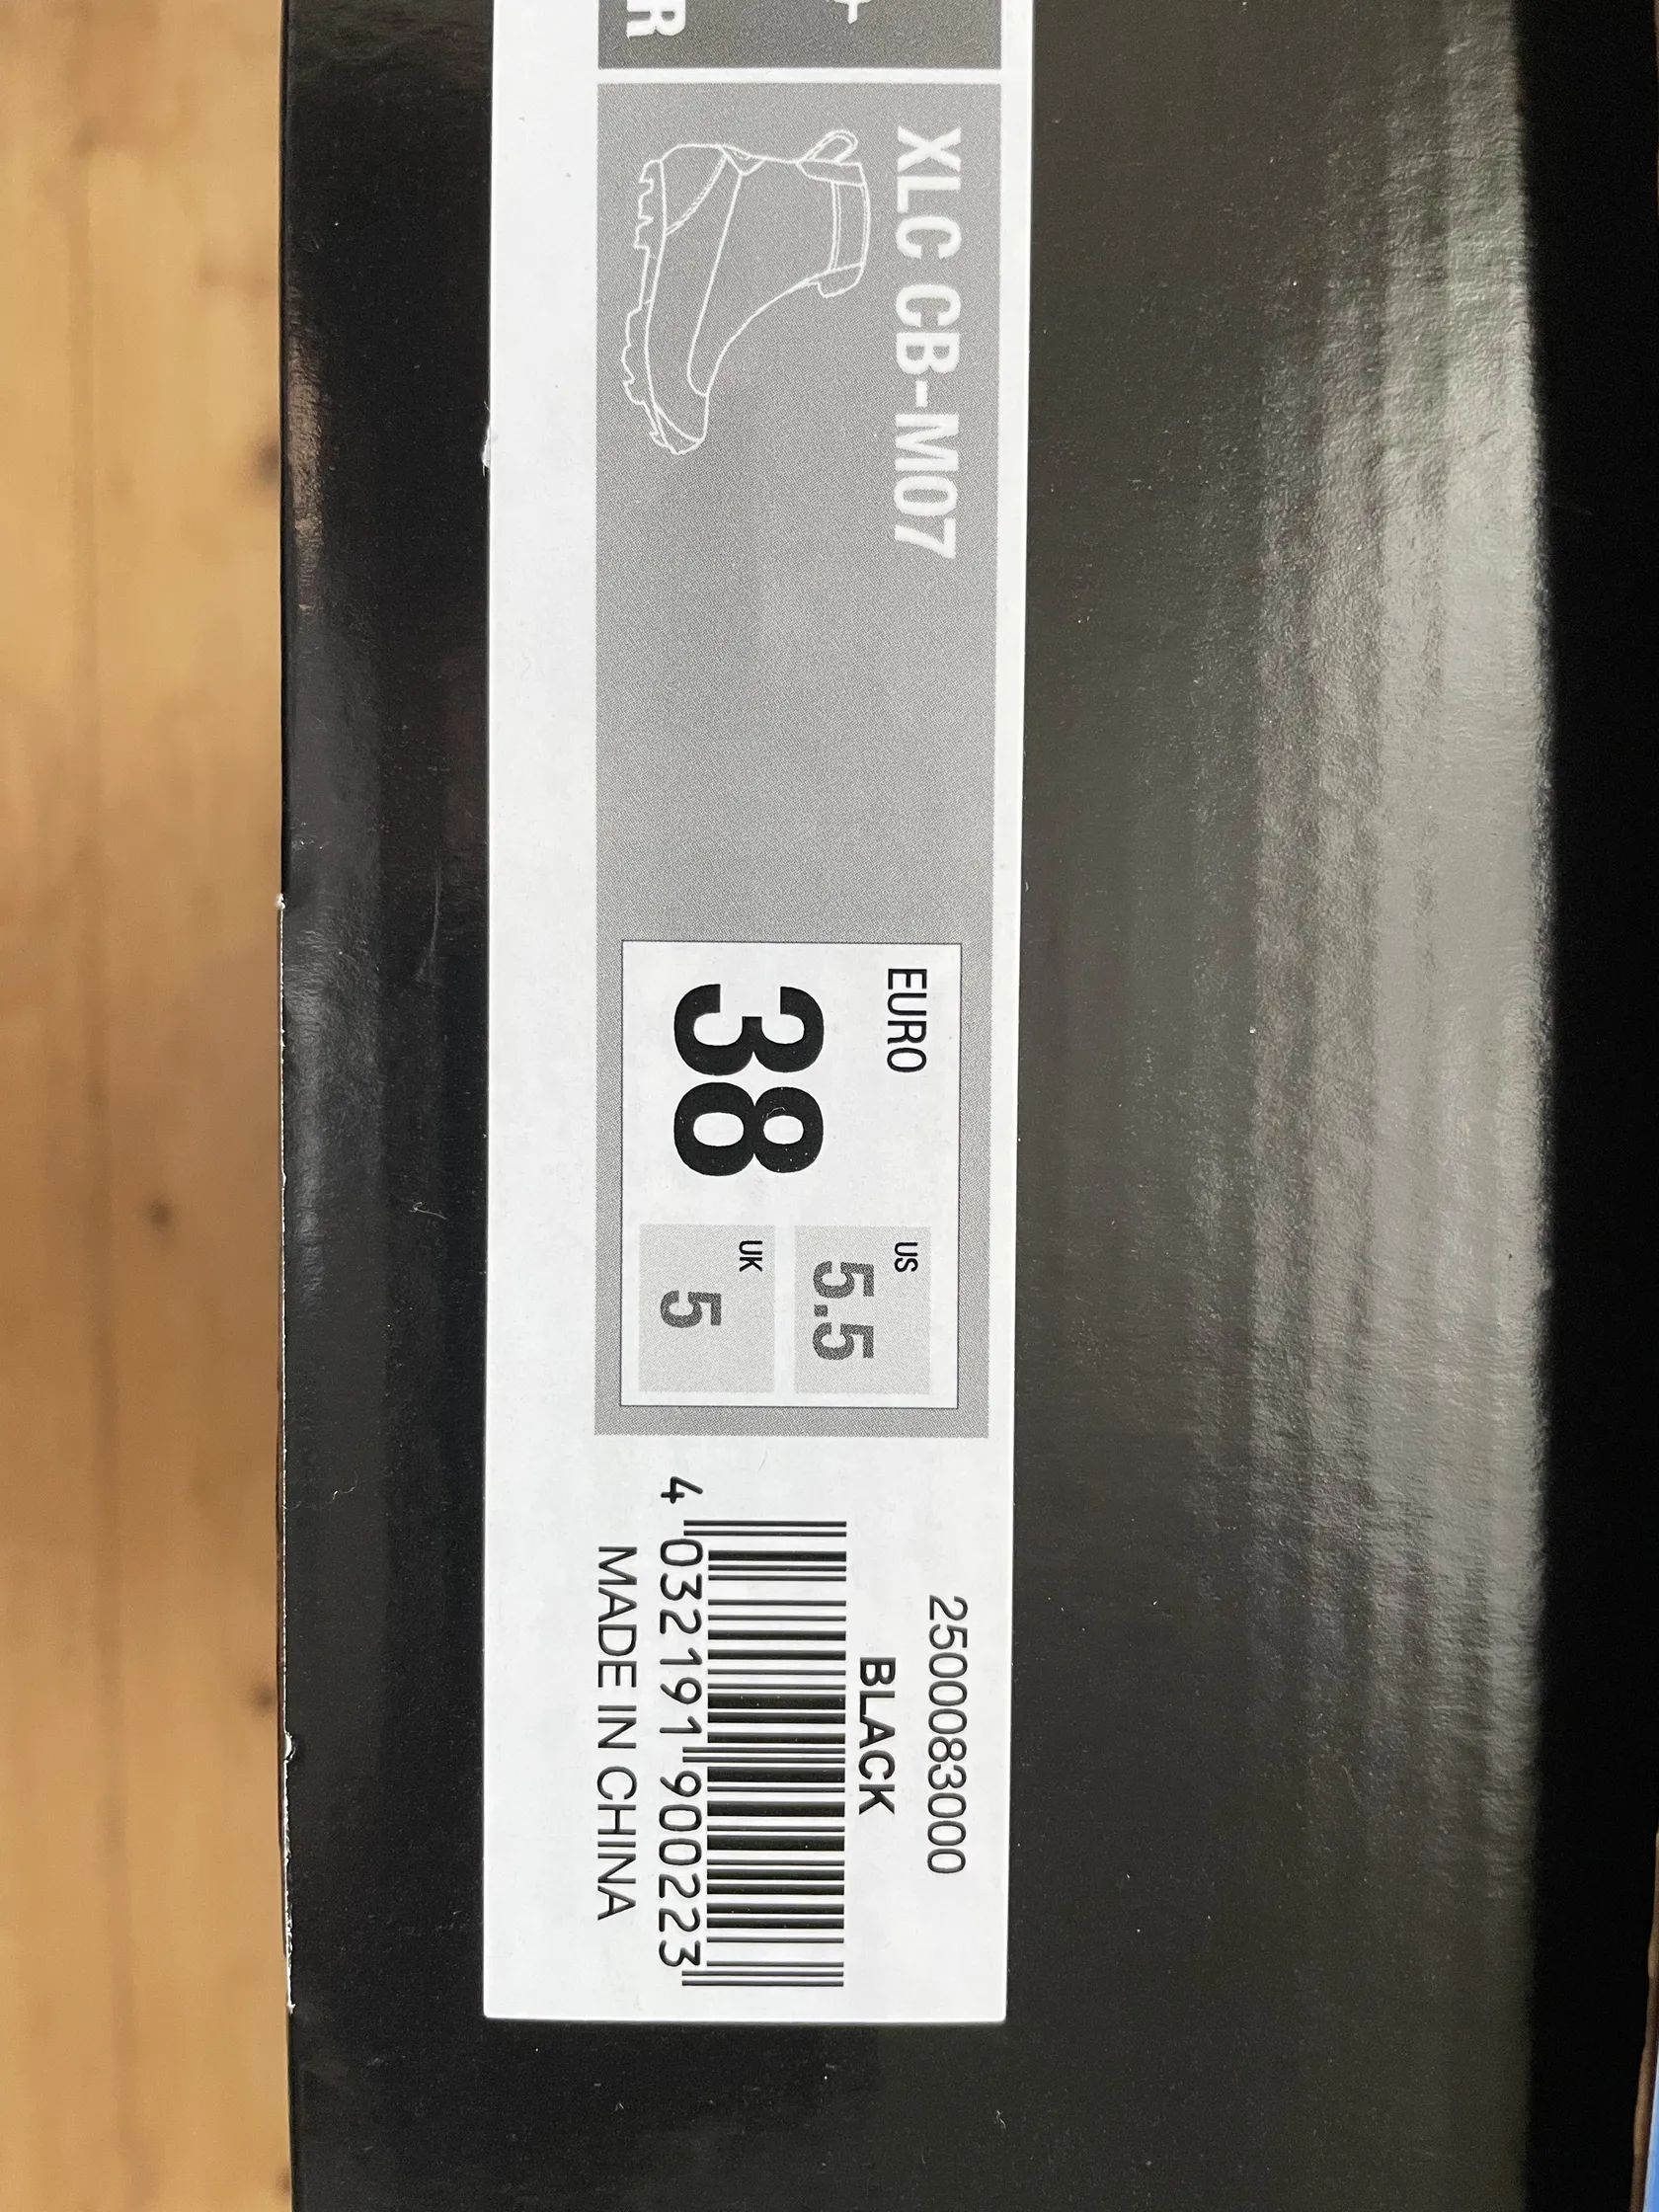 R
XLC CB-M07
EURO
38
US
5.5
UK
5
2500083000
BLACK
4 032191 900223
MADE IN CHINA